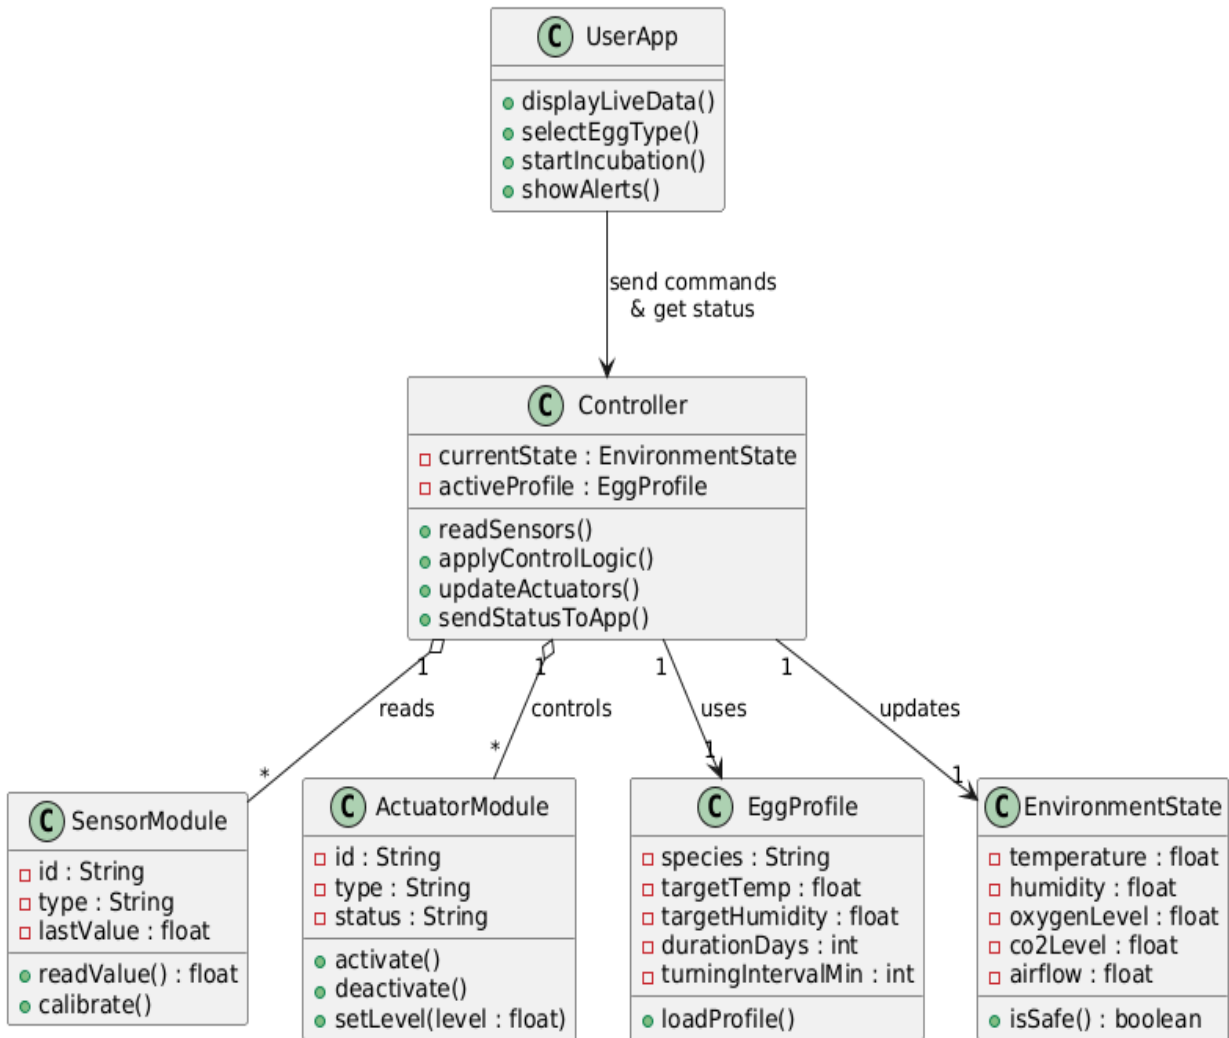 C UserApp
displayLiveData()
selectEggType()
startIncubation()
showAlerts()
send commands
& get status
C Controller
currentState : EnvironmentState
activeProfile : EggProfile
readSensors()
applyControlLogic()
updateActuators()
sendStatusToApp()
1 1 1 1
reads controls uses updates
* * 1 1
C SensorModule
id : String
type : String
lastValue : float
readValue() : float
calibrate()
C ActuatorModule
id : String
type : String
status : String
activate()
deactivate()
setLevel(level : float)
C EggProfile
species : String
targetTemp : float
targetHumidity : float
durationDays : int
turningIntervalMin : int
loadProfile()
C EnvironmentState
temperature : float
humidity : float
oxygenLevel : float
co2Level : float
airflow : float
isSafe() : boolean